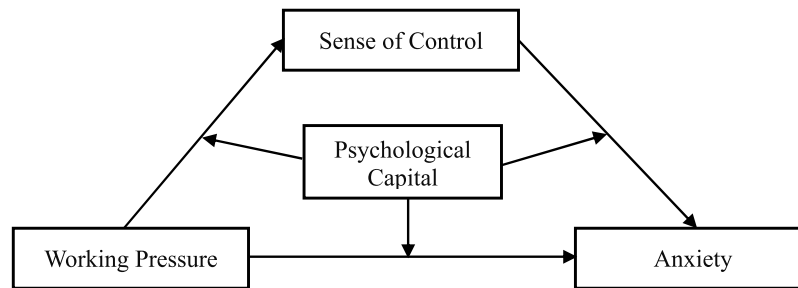 Sense of Control
Psychological
Capital
Working Pressure
Anxiety